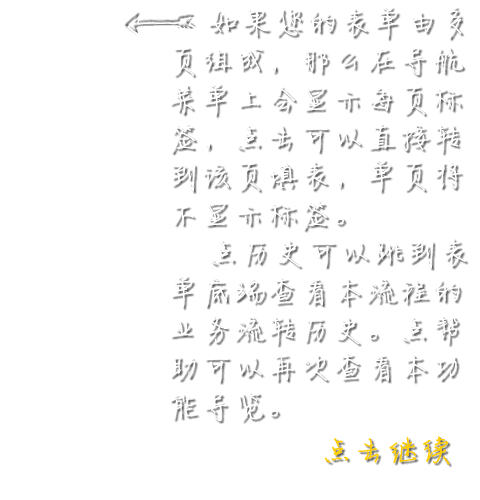 如果您的表单由多
页组成，那么在导航
菜单上会显示每页标
签，点击可以直接转
到该页填表，单页将
不显示标签。
点历史可以跳到表
单底端查看本流程的
业务流转历史。点帮
助可以再次查看本功
能导览。
点击继续